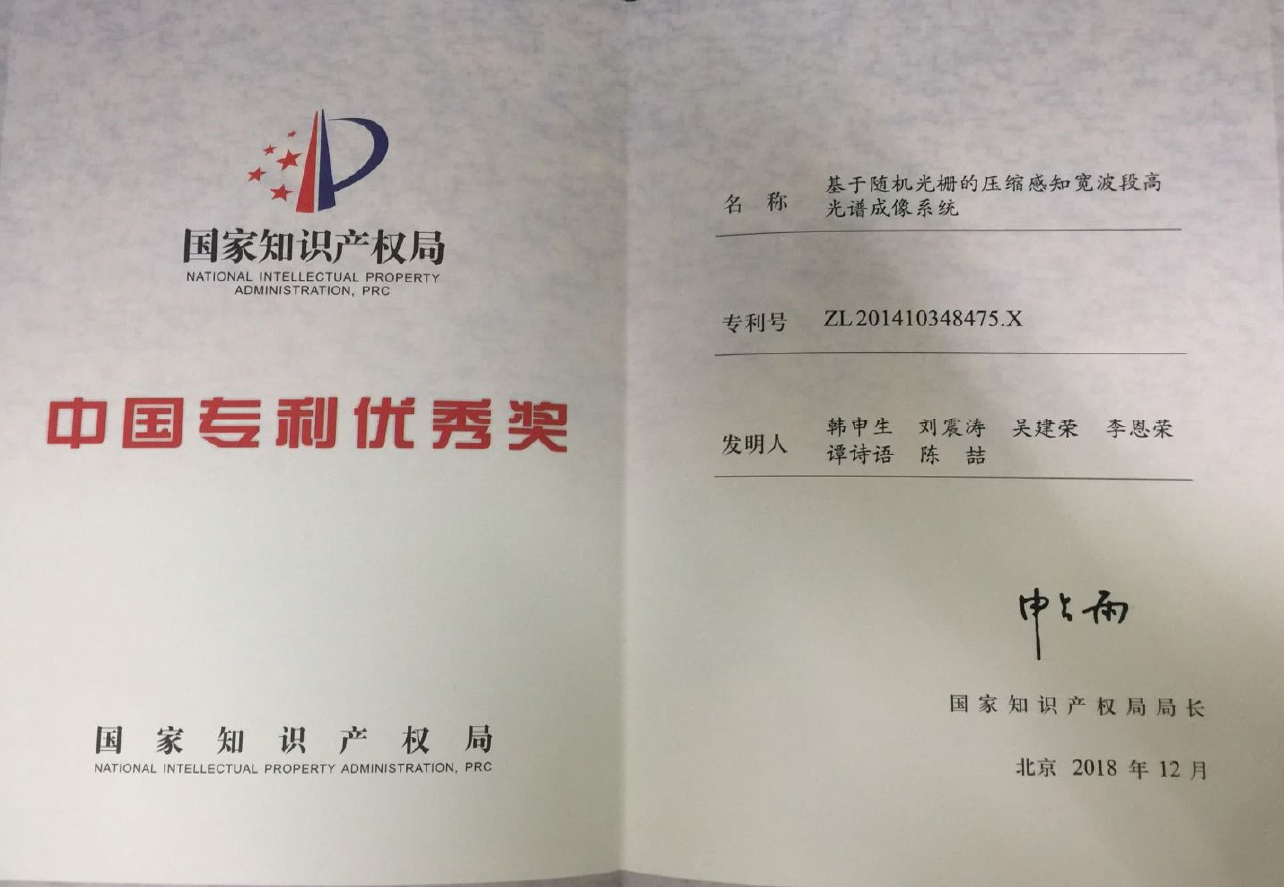 国家知识产权局
NATIONAL INTELLECTUAL PROPERTY
ADMINISTRATION, PRC
中国专利优秀奖
国家知识产权局
NATIONAL INTELLECTUAL PROPERTY ADMINISTRATION, PRC
名 称 基于随机光栅的压缩感知宽波段高
光谱成像系统
专利号 ZL201410348475.X
发明人 韩申生 刘震涛 吴建荣 李恩荣
谭诗语 陈喆
申长雨
国家知识产权局局长
北京 2018 年 12 月